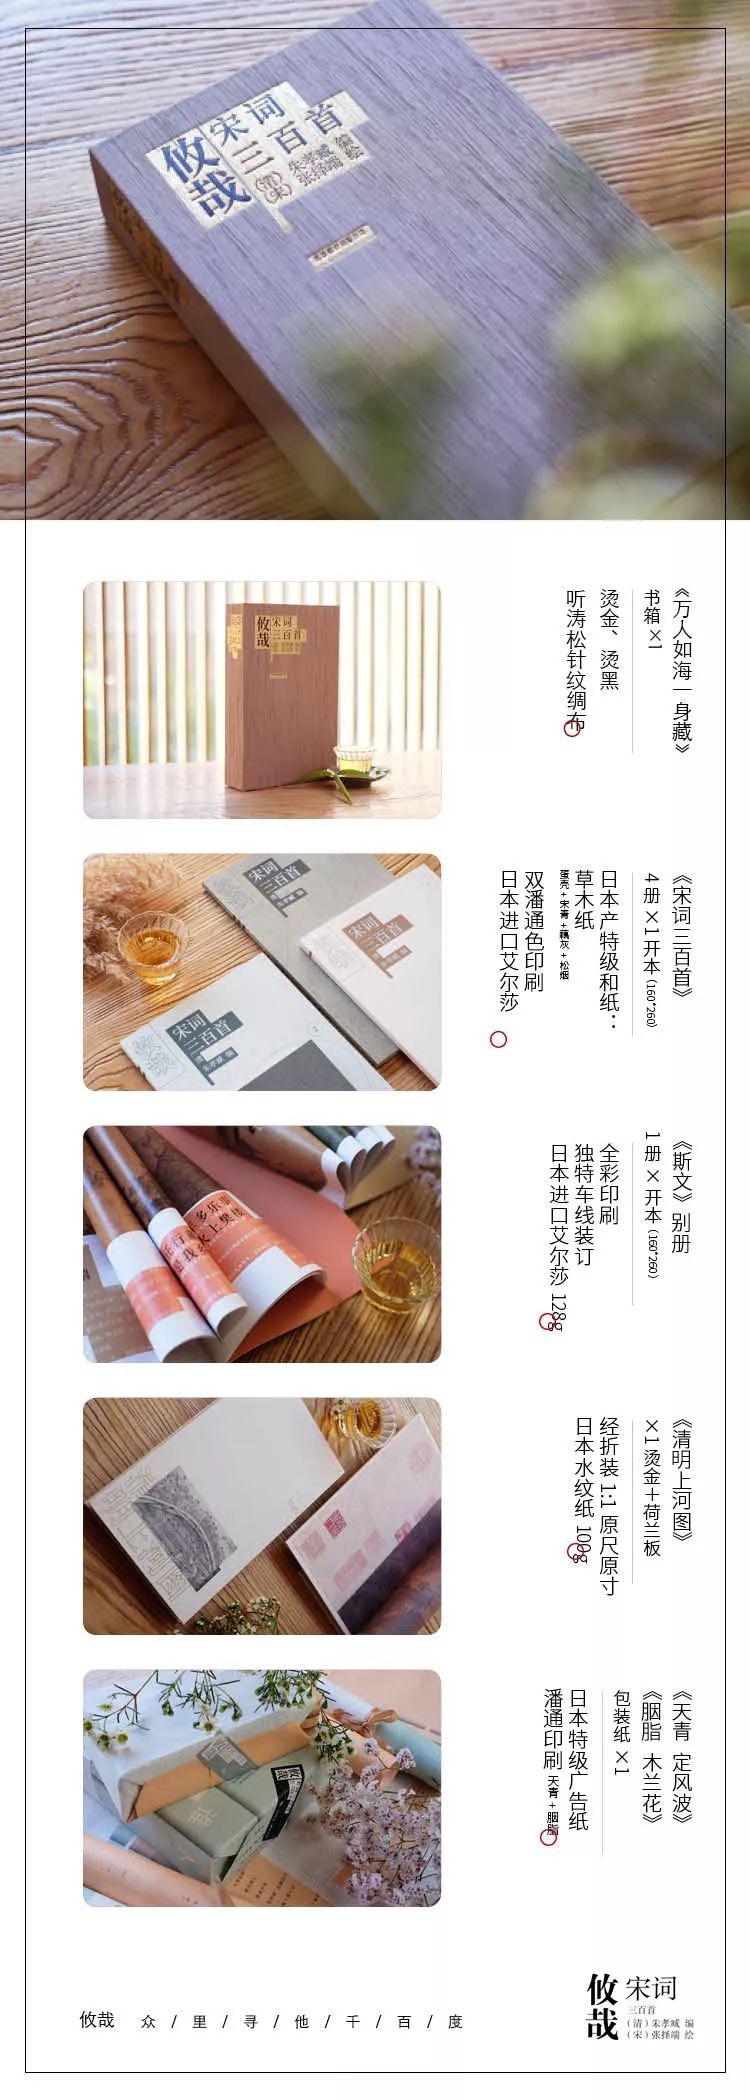 攸哉
宋词
三百首
朱孝臧 编
张择端 绘
攸哉
宋词
三百首
《万人如海一身藏》
书箱×1
烫金、烫黑
听涛松针纹绸布
宋词
三百首
宋词
三百首
宋词
三百首
朱孝臧 编
《宋词三百首》
4册×1开本(160*260)
日本产特级和纸：
草木纸
蛋壳+宋青+藕灰+松烟
双潘通色印刷
日本进口艾尔莎
《斯文》别册
1册×开本(160*260)
全彩印刷
独特车线装订
日本进口艾尔莎 128g
《清明上河图》
×1烫金+荷兰板
经折装 1:1 原尺原寸
日本水纹纸 100g
《天青 定风波》
《胭脂 木兰花》
包装纸×1
日本特级广告纸
潘通印刷 天青+胭脂
攸哉 众/里/寻/他/千/百/度
攸哉
宋词
三百首
(清)朱孝臧 编
(宋)张择端 绘